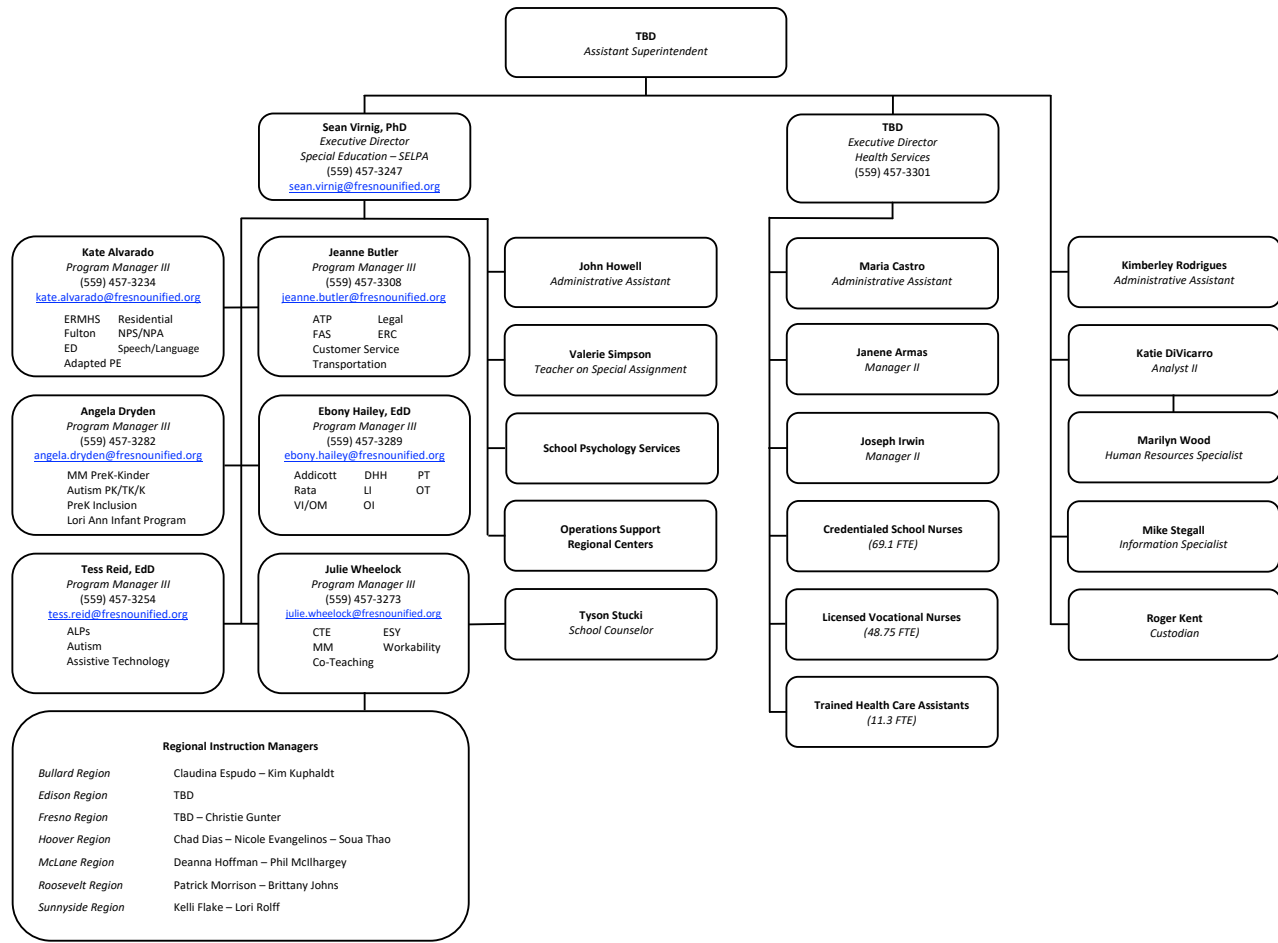 TBD
Assistant Superintendent
Sean Virnig, PhD
Executive Director
Special Education – SELPA
(559) 457-3247
sean.virnig@fresnounified.org
TBD
Executive Director
Health Services
(559) 457-3301
Kate Alvarado
Program Manager III
(559) 457-3234
kate.alvarado@fresnounified.org
ERMHS Residential
Fulton NPS/NPA
ED Speech/Language
Adapted PE
Jeanne Butler
Program Manager III
(559) 457-3308
jeanne.butler@fresnounified.org
ATP Legal
FAS ERC
Customer Service
Transportation
John Howell
Administrative Assistant
Maria Castro
Administrative Assistant
Kimberley Rodrigues
Administrative Assistant
Valerie Simpson
Teacher on Special Assignment
Janene Armas
Manager II
Katie DiVicarro
Analyst II
Angela Dryden
Program Manager III
(559) 457-3282
angela.dryden@fresnounified.org
MM PreK-Kinder
Autism PK/TK/K
PreK Inclusion
Lori Ann Infant Program
Ebony Hailey, EdD
Program Manager III
(559) 457-3289
ebony.hailey@fresnounified.org
Addicott DHH PT
Rata LI OT
VI/OM OI
School Psychology Services
Joseph Irwin
Manager II
Marilyn Wood
Human Resources Specialist
Operations Support
Regional Centers
Credentialed School Nurses
(69.1 FTE)
Mike Stegall
Information Specialist
Tess Reid, EdD
Program Manager III
(559) 457-3254
tess.reid@fresnounified.org
ALPs
Autism
Assistive Technology
Julie Wheelock
Program Manager III
(559) 457-3273
julie.wheelock@fresnounified.org
CTE ESY
MM Workability
Co-Teaching
Tyson Stucki
School Counselor
Licensed Vocational Nurses
(48.75 FTE)
Roger Kent
Custodian
Trained Health Care Assistants
(11.3 FTE)
Regional Instruction Managers
Bullard Region Claudina Espudo – Kim Kuphaldt
Edison Region TBD
Fresno Region TBD – Christie Gunter
Hoover Region Chad Dias – Nicole Evangelinos – Soua Thao
McLane Region Deanna Hoffman – Phil McIlhargey
Roosevelt Region Patrick Morrison – Brittany Johns
Sunnyside Region Kelli Flake – Lori Rolff